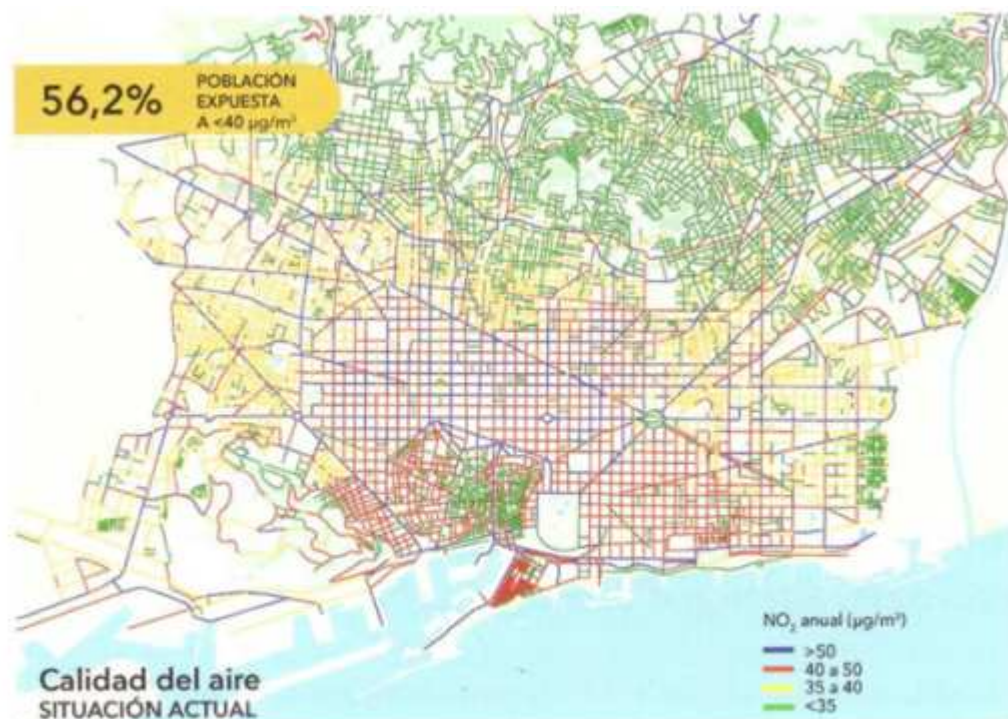 56,2%
POBLACIÓN
EXPUESTA
A <40 µg/m³
NO₂ anual (µg/m³)
>50
40 a 50
35 a 40
<35
Calidad del aire
SITUACIÓN ACTUAL